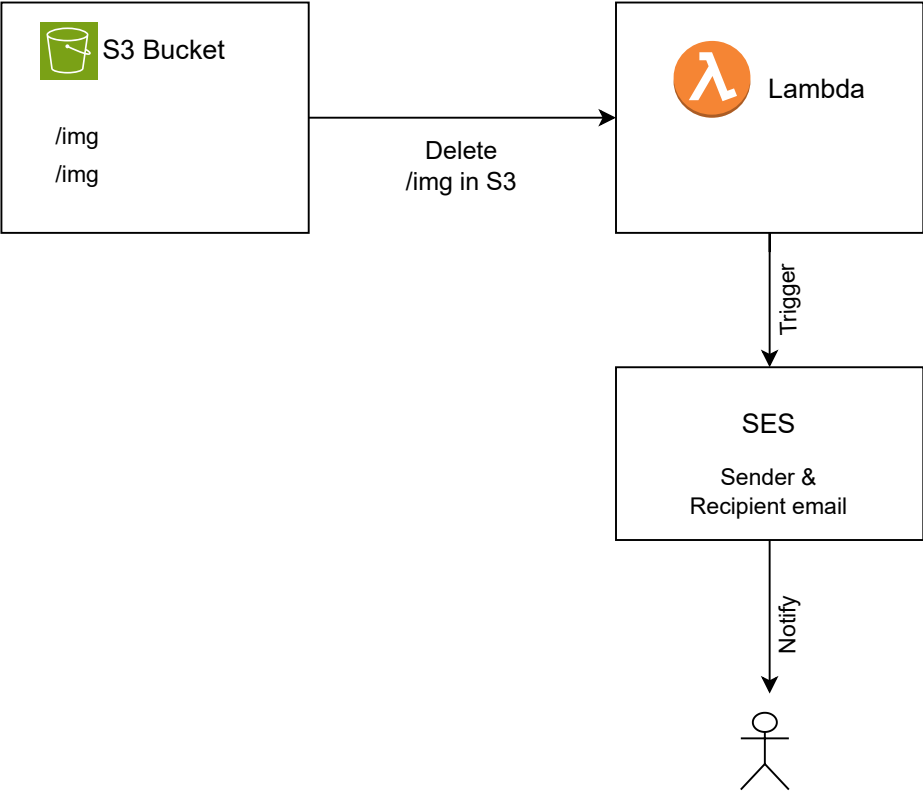 S3 Bucket
/img
/img
Delete
/img in S3
Lambda
Trigger
SES
Sender &
Recipient email
Notify